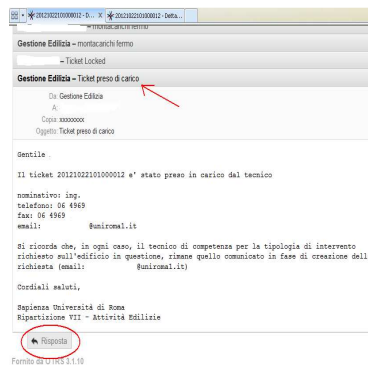 20121022101000012 - D... X 20121022101000012 - Detta...
– montacarichi fermo
Gestione Edilizia – montacarichi fermo
– Ticket Locked
Gestione Edilizia – Ticket preso di carico
Da: Gestione Edilizia
A:
Copia: xxxxxxxx
Oggetto: Ticket preso di carico
Gentile
Il ticket 20121022101000012 e' stato preso in carico dal tecnico
nominativo: ing.
telefono: 06 4969
fax: 06 4969
email: @uniroma1.it
Si ricorda che, in ogni caso, il tecnico di competenza per la tipologia di intervento
richiesto sull'edificio in questione, rimane quello comunicato in fase di creazione dell
richiesta (email: @uniroma1.it)
Cordiali saluti,
Sapienza Università di Roma
Ripartizione VII - Attività Edilizie
Risposta
Fornito da OTRS 3.1.10